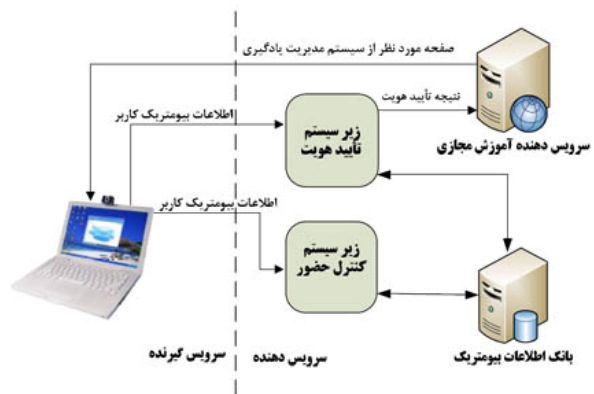 صفحه مورد نظر از سیستم مدیریت یادگیری
نتیجه تأیید هویت
اطلاعات بیومتریک کاربر
زیر سیستم
تأیید هویت
سرویس دهنده آموزش مجازی
اطلاعات بیومتریک کاربر
زیر سیستم
کنترل حضور
بانک اطلاعات بیومتریک
سرویس دهنده
سرویس گیرنده